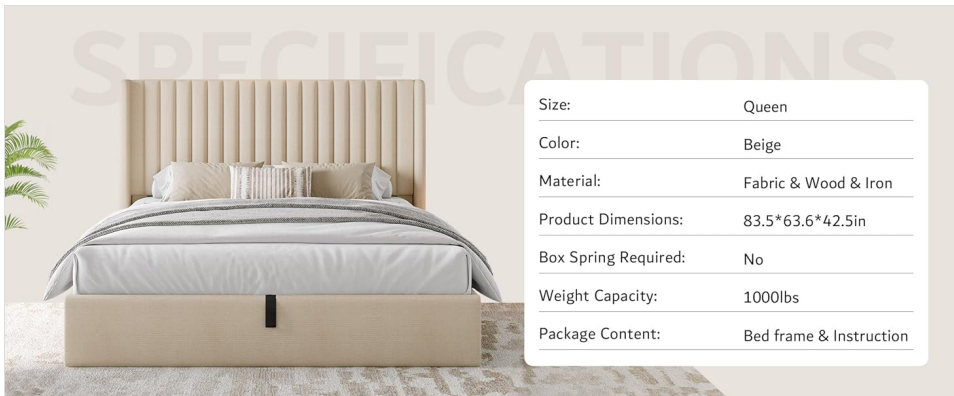 SPECIFICATIONS
Size: Queen
Color: Beige
Material: Fabric & Wood & Iron
Product Dimensions: 83.5*63.6*42.5in
Box Spring Required: No
Weight Capacity: 1000lbs
Package Content: Bed frame & Instruction